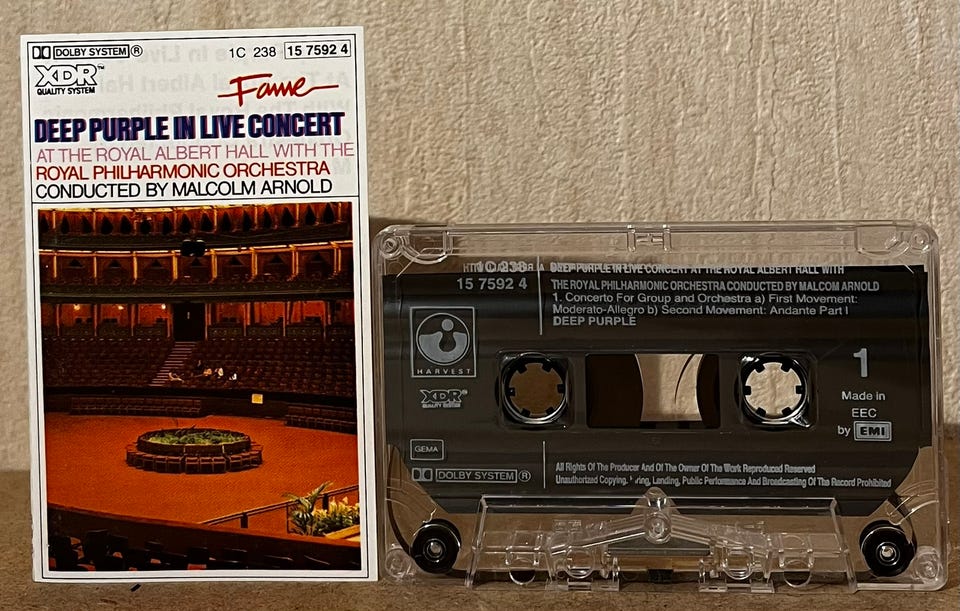 DOLBY SYSTEM® 1C 238 15 7592 4
XDR™
QUALITY SYSTEM
Fame
DEEP PURPLE IN LIVE CONCERT
AT THE ROYAL ALBERT HALL WITH THE
ROYAL PHILHARMONIC ORCHESTRA
CONDUCTED BY MALCOLM ARNOLD
1C 238
15 7592 4
DEEP PURPLE IN LIVE CONCERT AT THE ROYAL ALBERT HALL WITH
THE ROYAL PHILHARMONIC ORCHESTRA CONDUCTED BY MALCOM ARNOLD
1. Concerto For Group and Orchestra a) First Movement:
Moderato-Allegro b) Second Movement: Andante Part I
DEEP PURPLE
HARVEST
XDR™
QUALITY SYSTEM
1
Made in
EEC
by EMI
GEMA
DOLBY SYSTEM®
All Rights Of The Producer And Of The Owner Of The Work Reproduced Reserved
Unauthorized Copying, Hiring, Lending, Public Performance And Broadcasting Of The Record Prohibited